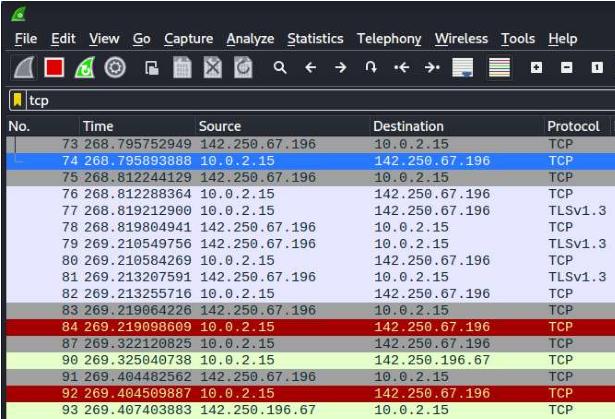 File Edit View Go Capture Analyze Statistics Telephony Wireless Tools Help
tcp
No. Time Source Destination Protocol
73 268.795752949 142.250.67.196 10.0.2.15 TCP
74 268.795893888 10.0.2.15 142.250.67.196 TCP
75 268.812244129 142.250.67.196 10.0.2.15 TCP
76 268.812288364 10.0.2.15 142.250.67.196 TCP
77 268.819212900 10.0.2.15 142.250.67.196 TLSv1.3
78 268.819804941 142.250.67.196 10.0.2.15 TCP
79 269.210549756 142.250.67.196 10.0.2.15 TLSv1.3
80 269.210584269 10.0.2.15 142.250.67.196 TCP
81 269.213207591 142.250.67.196 10.0.2.15 TLSv1.3
82 269.213255716 10.0.2.15 142.250.67.196 TCP
83 269.219064226 142.250.67.196 10.0.2.15 TCP
84 269.219098609 10.0.2.15 142.250.67.196 TCP
87 269.322120825 10.0.2.15 142.250.67.196 TCP
90 269.325040738 10.0.2.15 142.250.196.67 TCP
91 269.404482562 142.250.67.196 10.0.2.15 TCP
92 269.404509887 10.0.2.15 142.250.67.196 TCP
93 269.407403883 142.250.196.67 10.0.2.15 TCP